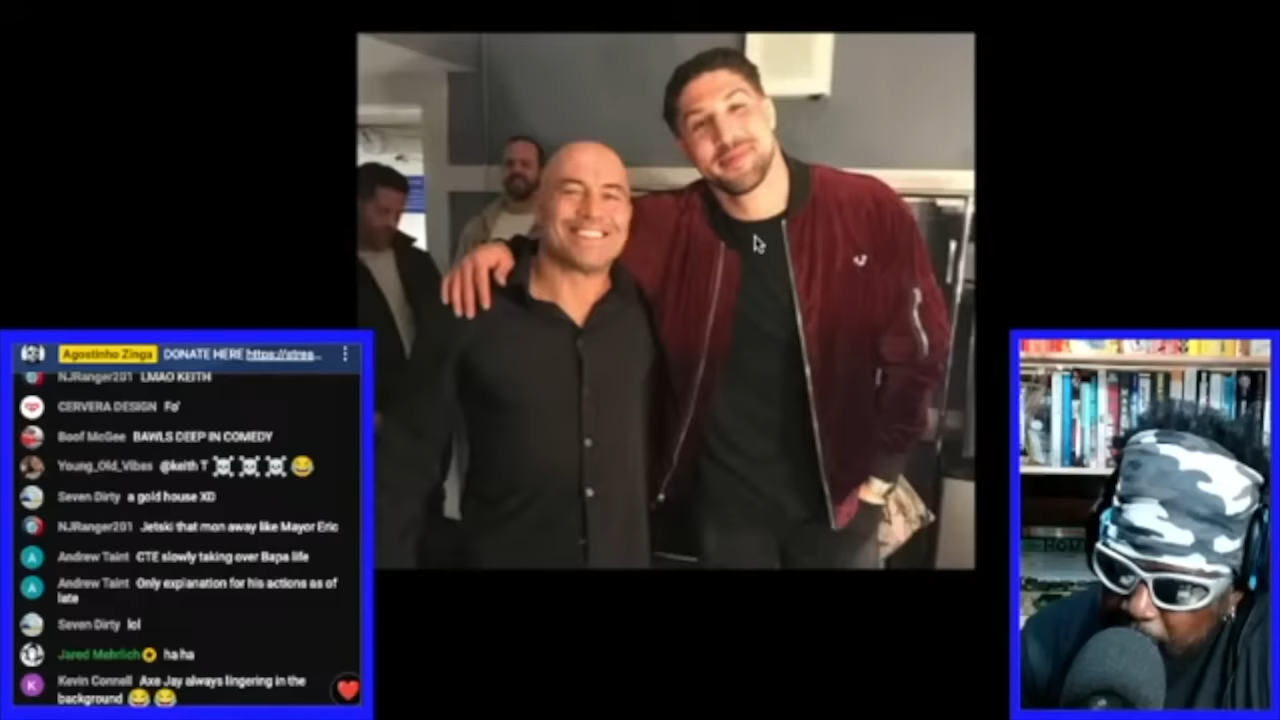 Agostinho Zinga DONATE HERE https://strea...
NJRanger201 LMAO KEITH
CERVERA DESIGN Fo'
Boof McGee BAWLS DEEP IN COMEDY
Young_Old_Vibes @keith T ☠️ ☠️ ☠️ 😂
Seven Dirty a gold house XD
NJRanger201 Jetski that mon away like Mayor Eric
A Andrew Taint CTE slowly taking over Bapa life
A Andrew Taint Only explanation for his actions as of
late
Seven Dirty lol
Jared Mehrlich ha ha
K Kevin Connell Axe Jay always lingering in the
background 😂 😂